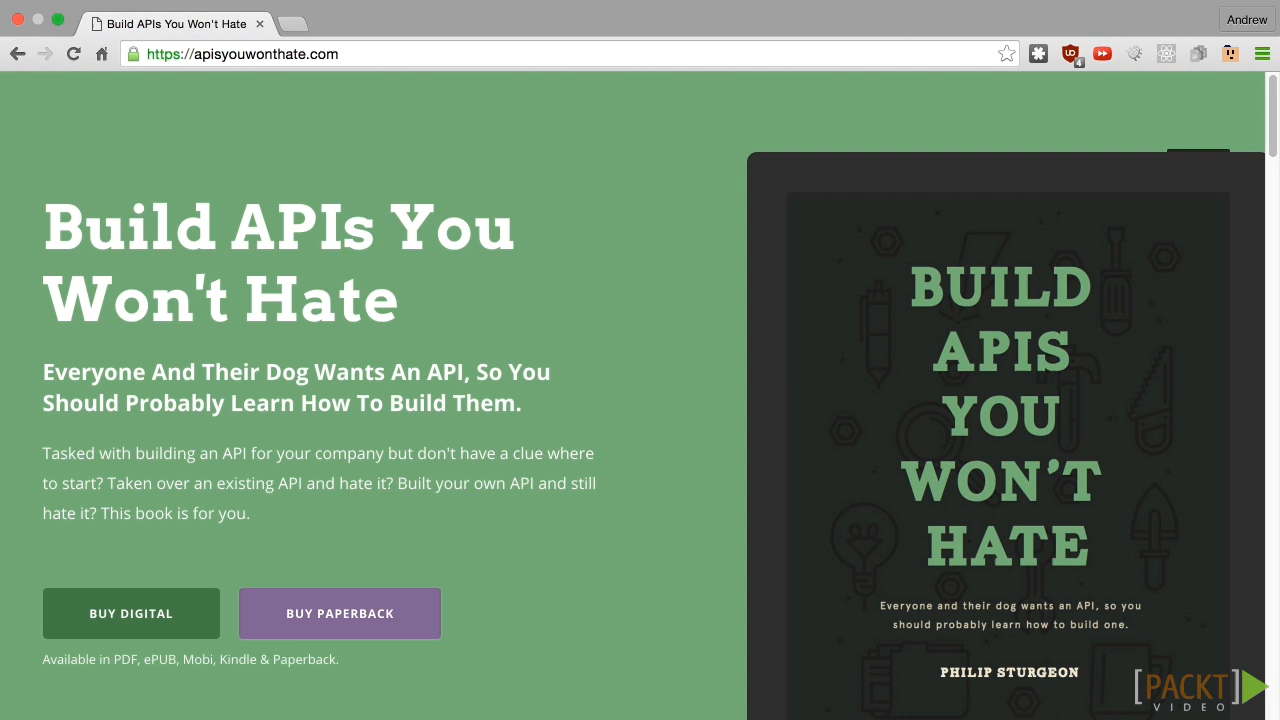 Build APIs You Won't Hate
Andrew
https://apisyouwonthate.com
4
Build APIs You
Won't Hate
Everyone And Their Dog Wants An API, So You
Should Probably Learn How To Build Them.
Tasked with building an API for your company but don't have a clue where
to start? Taken over an existing API and hate it? Built your own API and still
hate it? This book is for you.
BUY DIGITAL
BUY PAPERBACK
Available in PDF, ePUB, Mobi, Kindle & Paperback.
BUILD
APIS
YOU
WON'T
HATE
Everyone and their dog wants an API, so you
should probably learn how to build one.
PHILIP STURGEON
[PACKT]
VIDEO